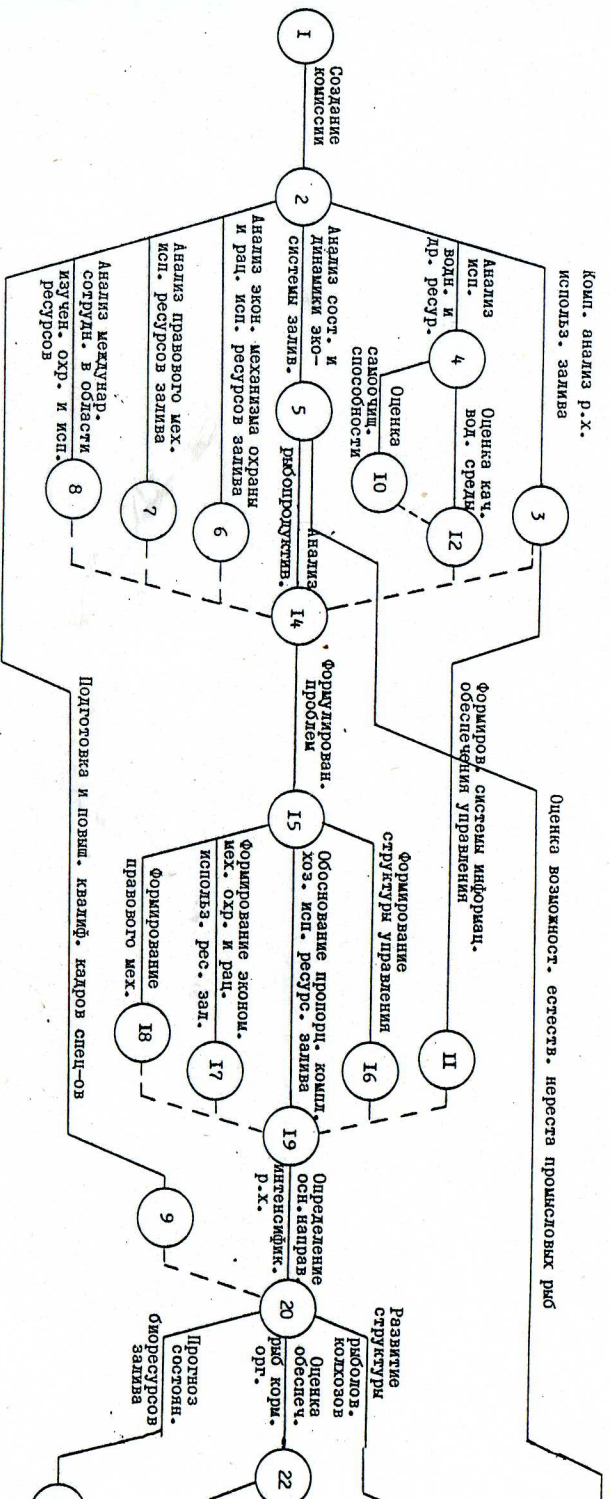 I
Создание
комиссии
2
Комп. анализ р.х.
использ. залива
3
Анализ
исп.
водн. и
др. ресур.
4
Оценка кач.
вод. среды
I2
Оценка
самоочищ.
способности
I0
Анализ сост. и
динамики эко-
системы залив.
5
Анализ
рыбопродуктив.
I4
Анализ экон. механизма охраны
и рац. исп. ресурсов залива
6
Анализ правового мех.
исп. ресурсов залива
7
Анализ междунар.
сотрудн. в области
изучен. охр. и исп.
ресурсов
8
Формулирован.
проблем
I5
Формиров. системы информац.
обеспечения управления
II
Оценка возможност. естеств. нереста промысловых рыб
Формирование
структуры управления
I6
Обоснование пропорц. компл.
хоз. исп. ресурс. залива
I9
Формирование эконом.
мех. охр. и рац.
использ. рес. зал.
I7
Формирование
правового мех.
I8
Подготовка и повыш. квалиф. кадров спец-ов
9
Определение
осн.направ.
интенсифик.
р.х.
20
Развитие
структуры
рыболов.
колхозов
Оценка
обеспеч.
рыб корм.
орг.
22
Прогноз
состоян.
биоресурсов
залива